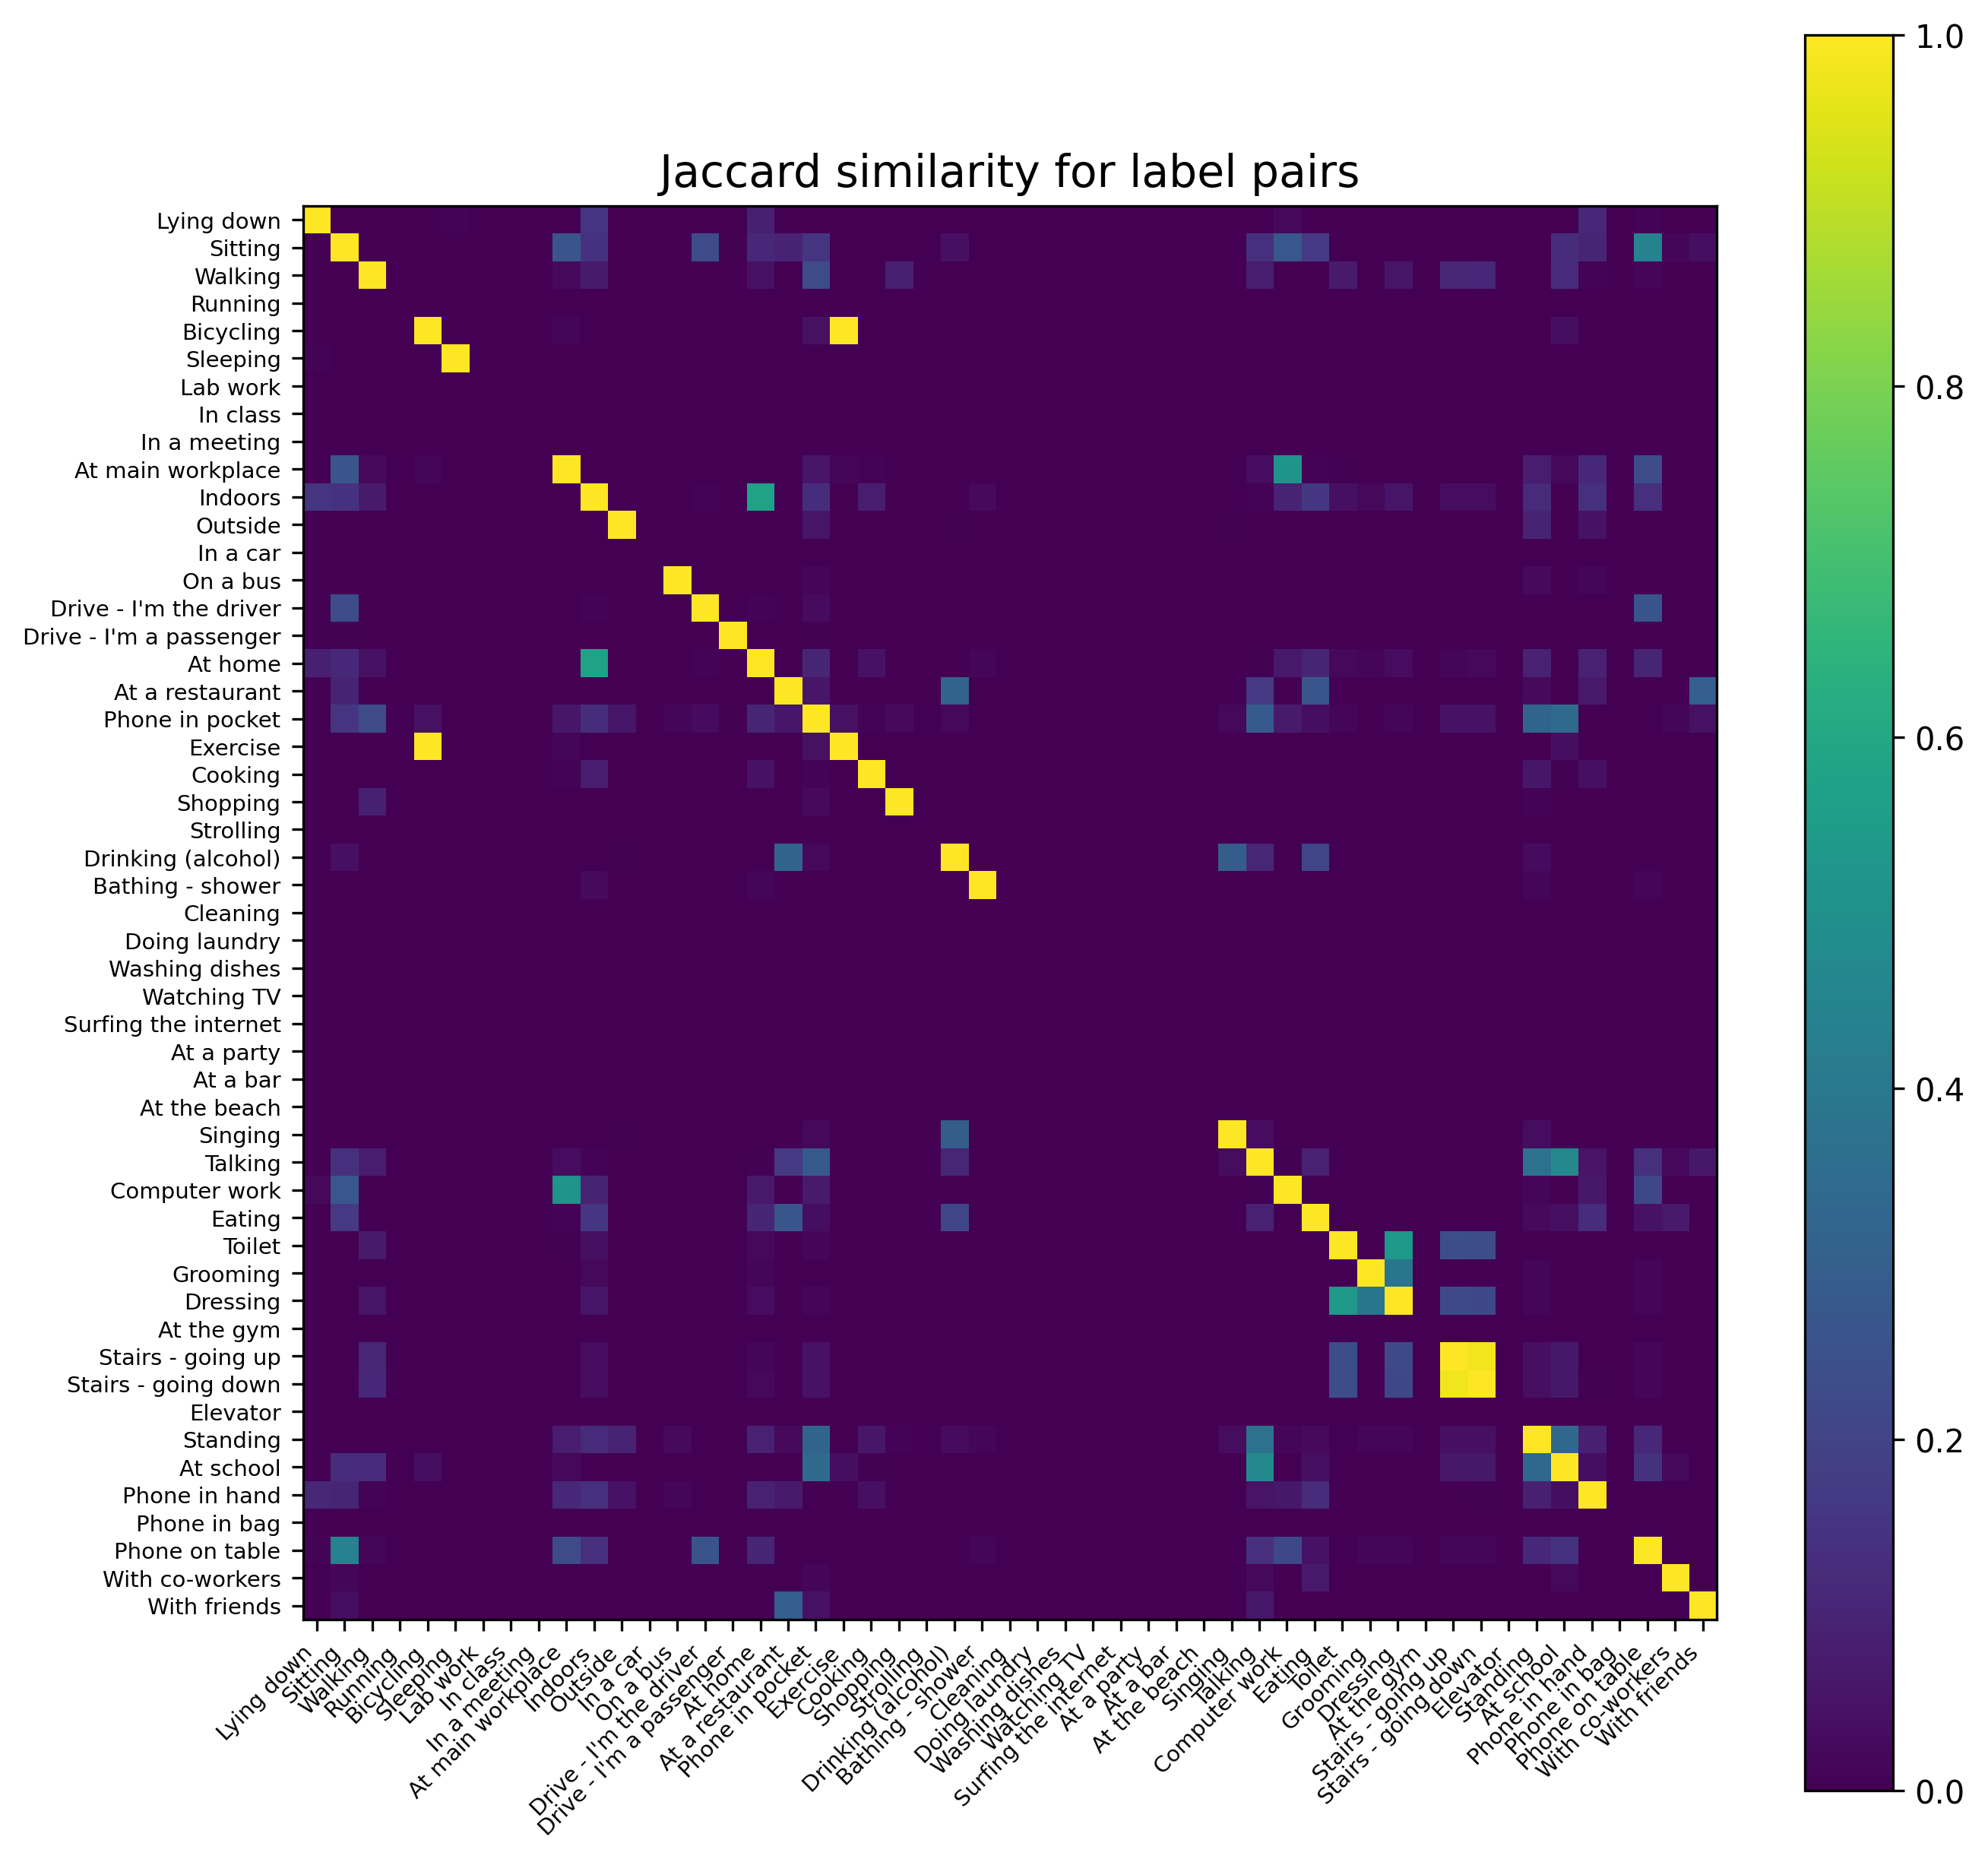 Jaccard similarity for label pairs
Lying down
Sitting
Walking
Running
Bicycling
Sleeping
Lab work
In class
In a meeting
At main workplace
Indoors
Outside
In a car
On a bus
Drive - I'm the driver
Drive - I'm a passenger
At home
At a restaurant
Phone in pocket
Exercise
Cooking
Shopping
Strolling
Drinking (alcohol)
Bathing - shower
Cleaning
Doing laundry
Washing dishes
Watching TV
Surfing the internet
At a party
At a bar
At the beach
Singing
Talking
Computer work
Eating
Toilet
Grooming
Dressing
At the gym
Stairs - going up
Stairs - going down
Elevator
Standing
At school
Phone in hand
Phone in bag
Phone on table
With co-workers
With friends
Lying down
Sitting
Walking
Running
Bicycling
Sleeping
Lab work
In class
In a meeting
At main workplace
Indoors
Outside
In a car
On a bus
Drive - I'm the driver
Drive - I'm a passenger
At home
At a restaurant
Phone in pocket
Exercise
Cooking
Shopping
Strolling
Drinking (alcohol)
Bathing - shower
Cleaning
Doing laundry
Washing dishes
Watching TV
Surfing the internet
At a party
At a bar
At the beach
Singing
Talking
Computer work
Eating
Toilet
Grooming
Dressing
At the gym
Stairs - going up
Stairs - going down
Elevator
Standing
At school
Phone in hand
Phone in bag
Phone on table
With co-workers
With friends
1.0
0.8
0.6
0.4
0.2
0.0